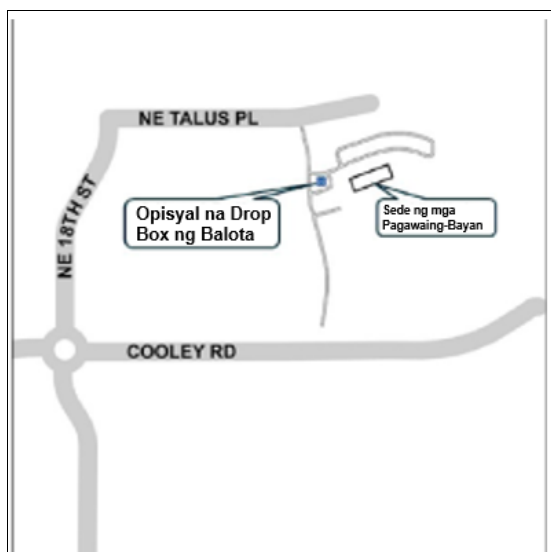 NE TALUS PL
NE 18TH ST
Opisyal na Drop
Box ng Balota
Sede ng mga
Pagawaing-Bayan
COOLEY RD